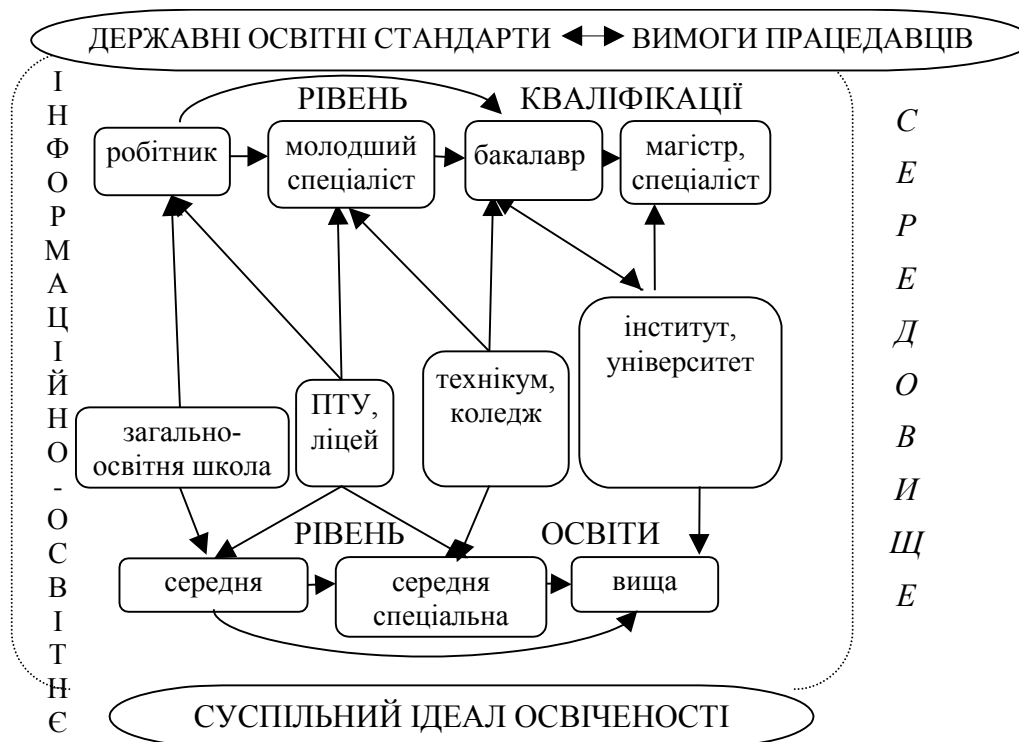 ДЕРЖАВНІ ОСВІТНІ СТАНДАРТИ ВИМОГИ ПРАЦЕДАВЦІВ
ІНФОРМАЦІЙНО-ОСВІТНЄ
РІВЕНЬ КВАЛІФІКАЦІЇ
робітник
молодший
спеціаліст
бакалавр
магістр,
спеціаліст
інститут,
університет
технікум,
коледж
ПТУ,
ліцей
загально-
освітня школа
РІВЕНЬ ОСВІТИ
середня
середня
спеціальна
вища
СЕРЕДОВИЩЕ
СУСПІЛЬНИЙ ІДЕАЛ ОСВІЧЕНОСТІ